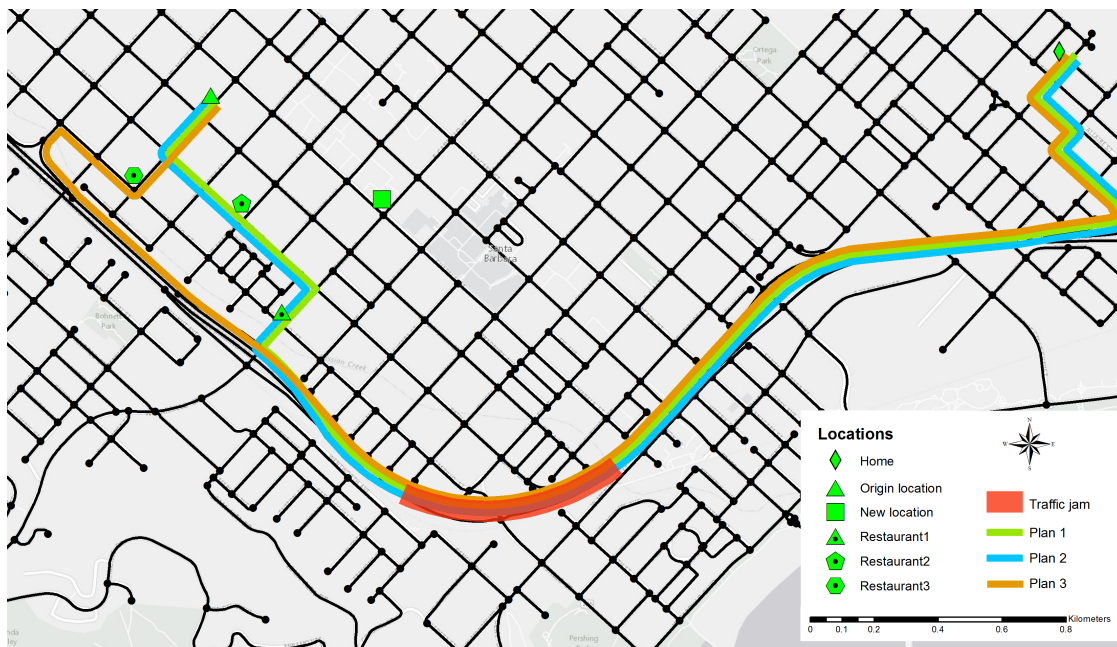 Ortega
Park
Santa
Barbara
Bohnett
Park
Pershing
Locations
Home
Origin location
New location
Restaurant1
Restaurant2
Restaurant3
N
W
E
S
Traffic jam
Plan 1
Plan 2
Plan 3
Kilometers
0
0.1
0.2
0.4
0.6
0.8